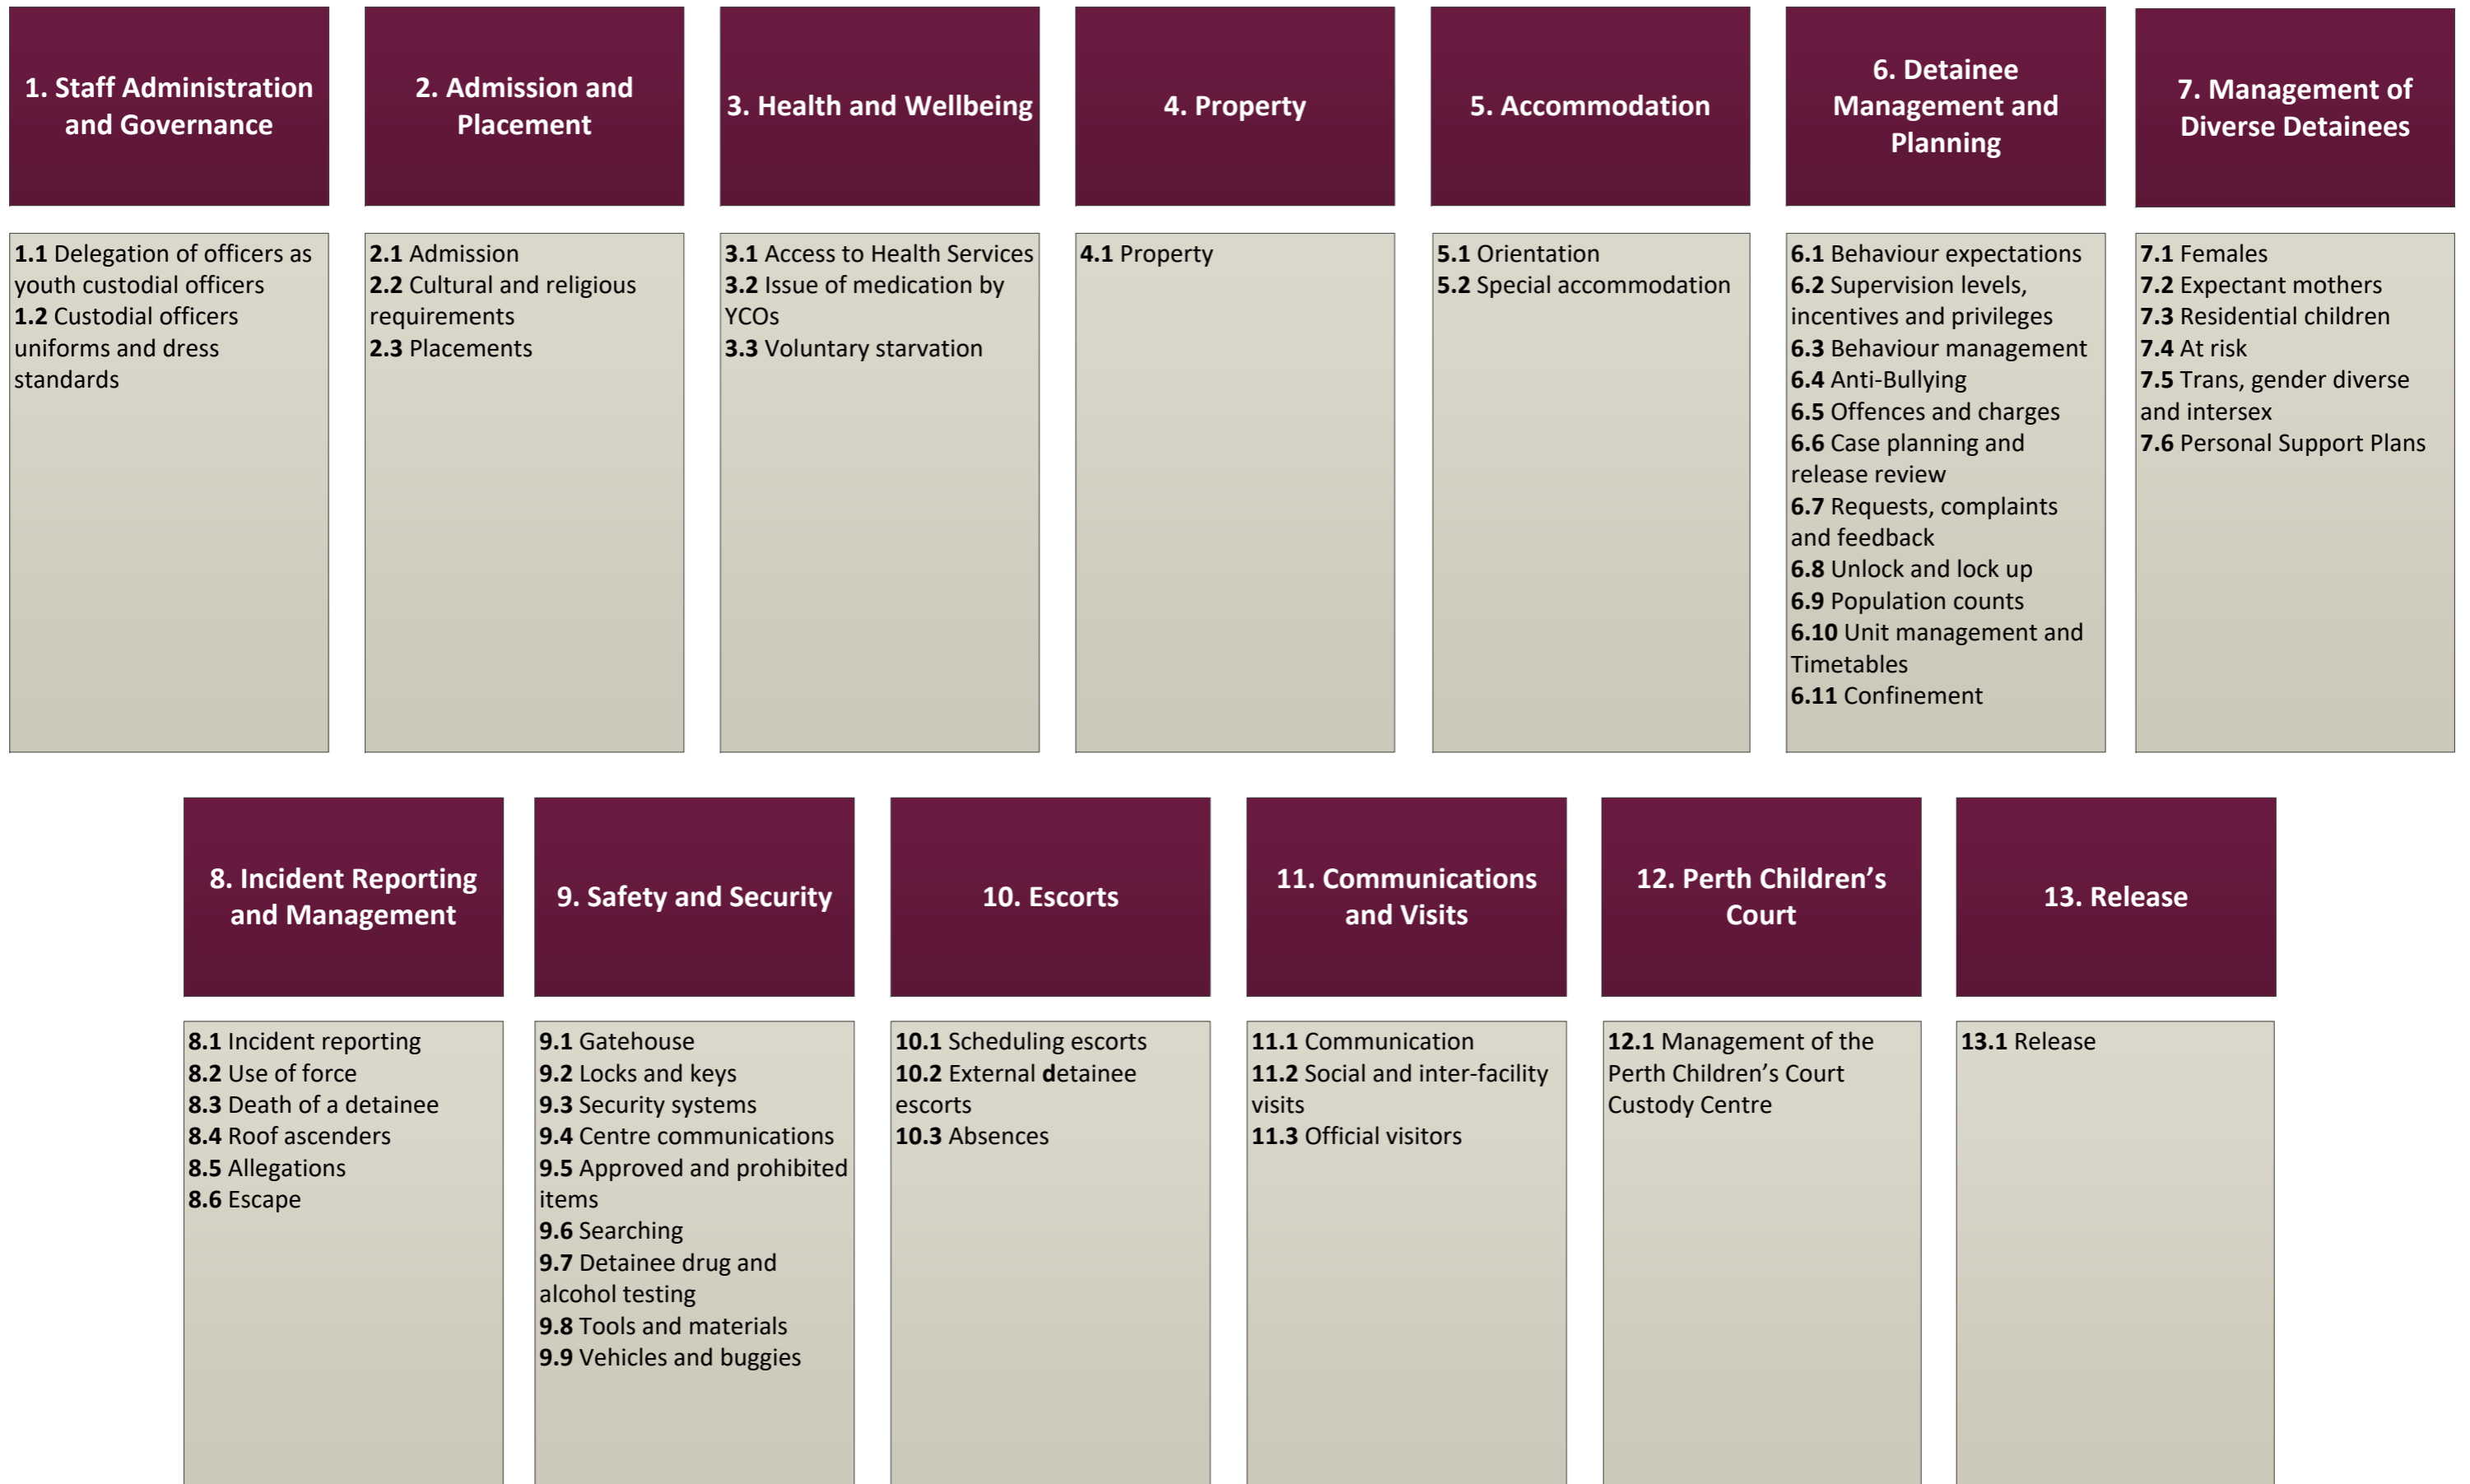 1. Staff Administration
and Governance
1.1 Delegation of officers as
youth custodial officers
1.2 Custodial officers
uniforms and dress
standards
2. Admission and
Placement
2.1 Admission
2.2 Cultural and religious
requirements
2.3 Placements
3. Health and Wellbeing
3.1 Access to Health Services
3.2 Issue of medication by
YCOs
3.3 Voluntary starvation
4. Property
4.1 Property
5. Accommodation
5.1 Orientation
5.2 Special accommodation
6. Detainee
Management and
Planning
6.1 Behaviour expectations
6.2 Supervision levels,
incentives and privileges
6.3 Behaviour management
6.4 Anti-Bullying
6.5 Offences and charges
6.6 Case planning and
release review
6.7 Requests, complaints
and feedback
6.8 Unlock and lock up
6.9 Population counts
6.10 Unit management and
Timetables
6.11 Confinement
7. Management of
Diverse Detainees
7.1 Females
7.2 Expectant mothers
7.3 Residential children
7.4 At risk
7.5 Trans, gender diverse
and intersex
7.6 Personal Support Plans
8. Incident Reporting
and Management
8.1 Incident reporting
8.2 Use of force
8.3 Death of a detainee
8.4 Roof ascenders
8.5 Allegations
8.6 Escape
9. Safety and Security
9.1 Gatehouse
9.2 Locks and keys
9.3 Security systems
9.4 Centre communications
9.5 Approved and prohibited
items
9.6 Searching
9.7 Detainee drug and
alcohol testing
9.8 Tools and materials
9.9 Vehicles and buggies
10. Escorts
10.1 Scheduling escorts
10.2 External detainee
escorts
10.3 Absences
11. Communications
and Visits
11.1 Communication
11.2 Social and inter-facility
visits
11.3 Official visitors
12. Perth Children’s
Court
12.1 Management of the
Perth Children’s Court
Custody Centre
13. Release
13.1 Release